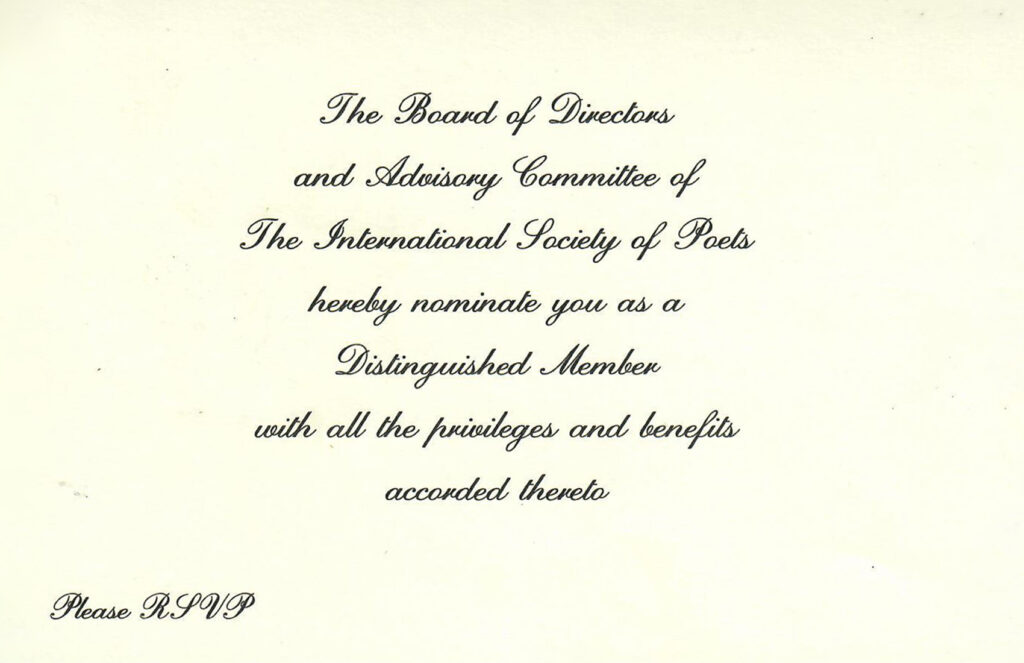 The Board of Directors
and Advisory Committee of
The International Society of Poets
hereby nominate you as a
Distinguished Member
with all the privileges and benefits
accorded thereto
Please RSVP